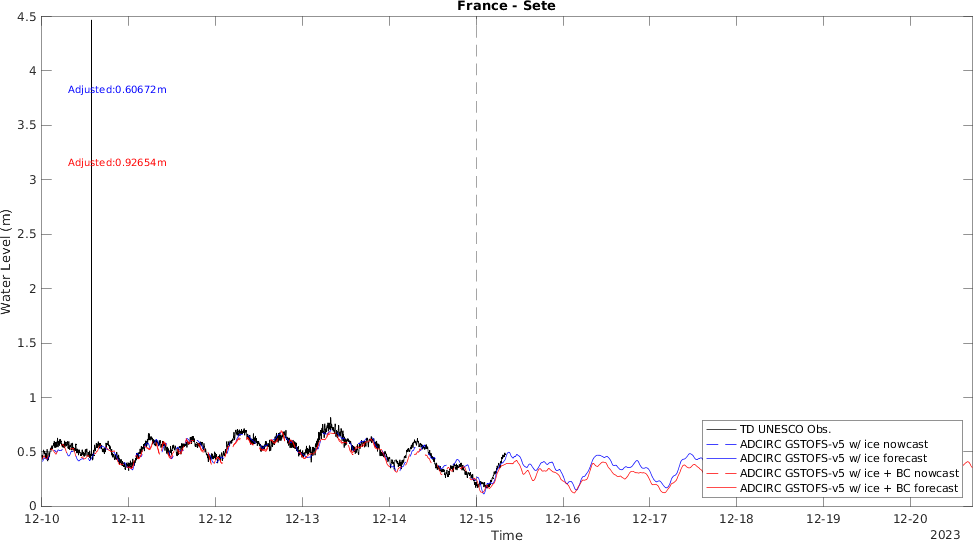 France - Sete
4.5
4
3.5
3
2.5
2
1.5
1
0.5
0
Water Level (m)
Adjusted:0.60672m
Adjusted:0.92654m
TD UNESCO Obs.
ADCIRC GSTOFS-v5 w/ ice nowcast
ADCIRC GSTOFS-v5 w/ ice forecast
ADCIRC GSTOFS-v5 w/ ice + BC nowcast
ADCIRC GSTOFS-v5 w/ ice + BC forecast
12-10 12-11 12-12 12-13 12-14 12-15 12-16 12-17 12-18 12-19 12-20
Time
2023